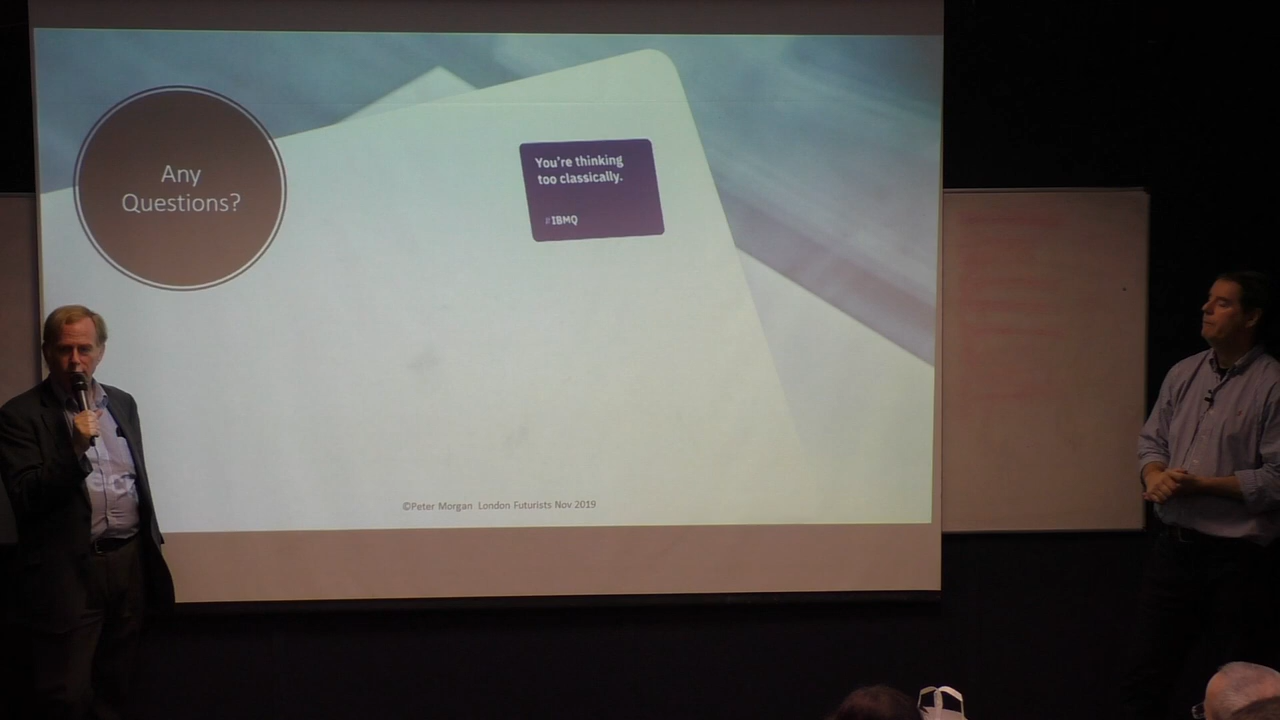 Any
Questions?
You're thinking
too classically.
#IBMQ
©Peter Morgan London Futurists Nov 2019